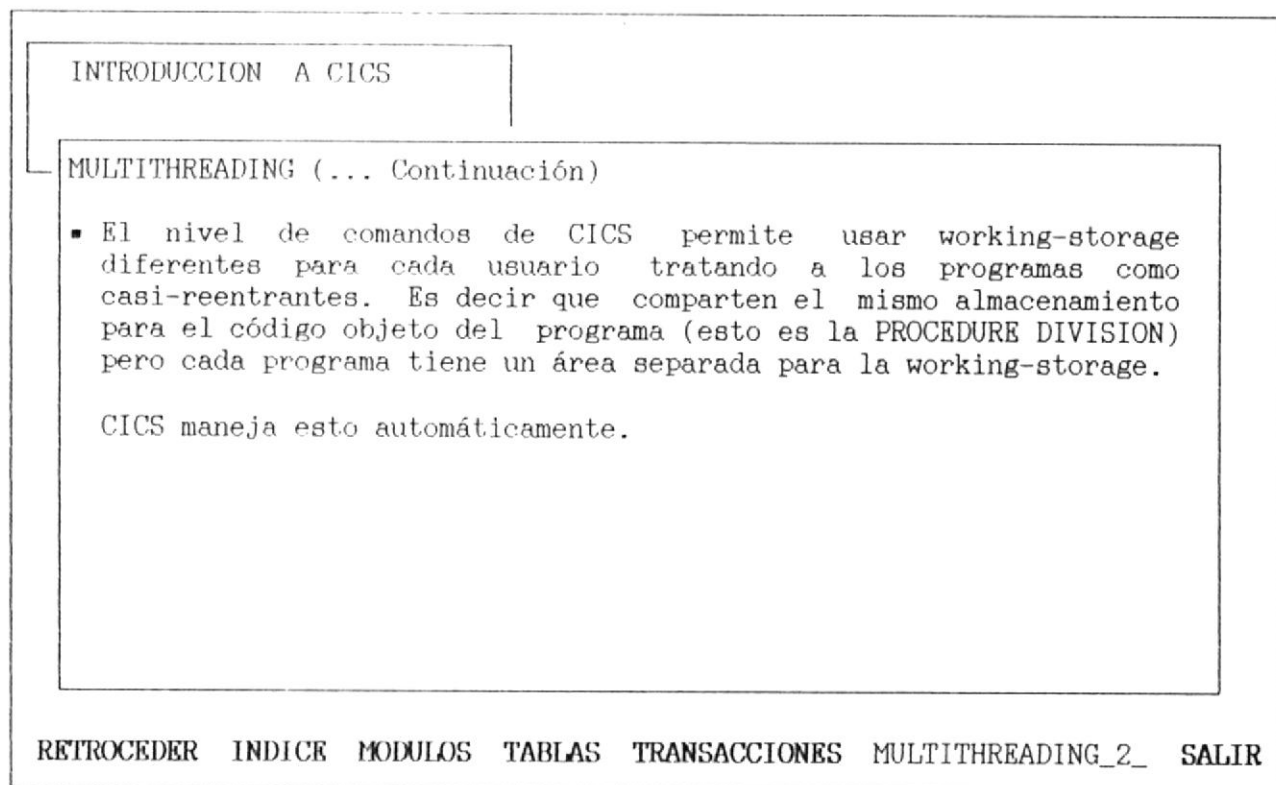 INTRODUCCION A CICS
MULTITHREADING (... Continuación)
▪ El nivel de comandos de CICS permite usar working-storage
diferentes para cada usuario tratando a los programas como
casi-reentrantes. Es decir que comparten el mismo almacenamiento
para el código objeto del programa (esto es la PROCEDURE DIVISION)
pero cada programa tiene un área separada para la working-storage.
CICS maneja esto automáticamente.
RETROCEDER INDICE MODULOS TABLAS TRANSACCIONES MULTITHREADING_2_ SALIR